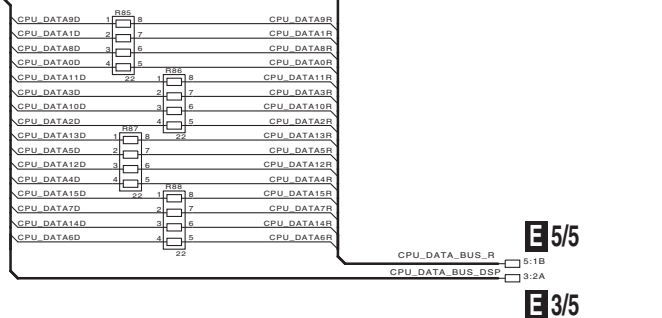 R85
CPU_DATA9D 1 8 CPU_DATA9R
CPU_DATA1D 2 7 CPU_DATA1R
CPU_DATA8D 3 6 CPU_DATA8R
CPU_DATA0D 4 5 CPU_DATA0R
22 R86
CPU_DATA11D 1 8 CPU_DATA11R
CPU_DATA3D 2 7 CPU_DATA3R
CPU_DATA10D 3 6 CPU_DATA10R
CPU_DATA2D 4 5 CPU_DATA2R
R87 22
CPU_DATA13D 1 8 CPU_DATA13R
CPU_DATA5D 2 7 CPU_DATA5R
CPU_DATA12D 3 6 CPU_DATA12R
CPU_DATA4D 4 5 CPU_DATA4R
22 R88
CPU_DATA15D 1 8 CPU_DATA15R
CPU_DATA7D 2 7 CPU_DATA7R
CPU_DATA14D 3 6 CPU_DATA14R
CPU_DATA6D 4 5 CPU_DATA6R
22
E 5/5
CPU_DATA_BUS_R 5:1B
CPU_DATA_BUS_DSP 3:2A
E 3/5